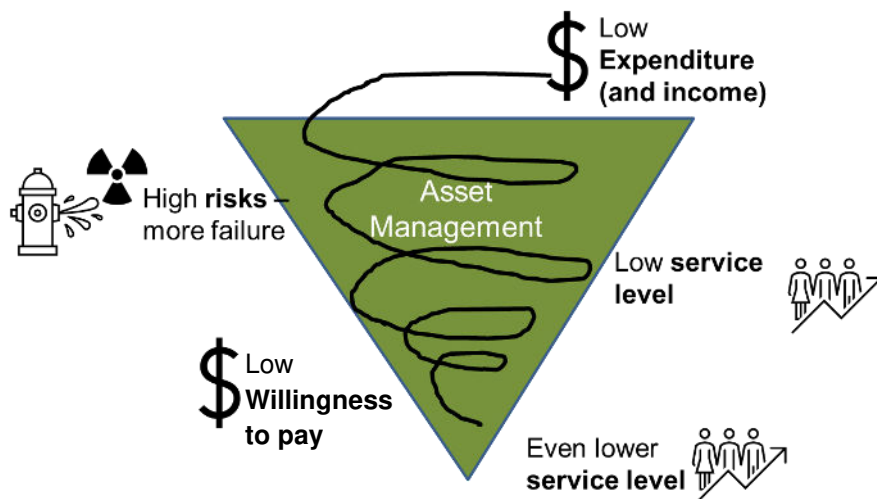 Low
Expenditure
(and income)
High risks –
more failure
Asset
Management
Low service
level
Low
Willingness
to pay
Even lower
service level